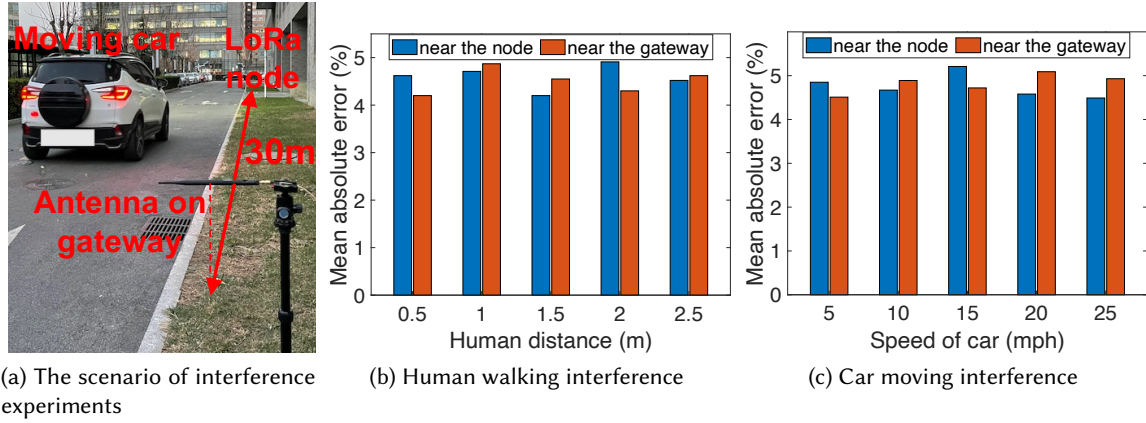 Moving car
LoRa
node
30m
Antenna on
gateway
(a) The scenario of interference
experiments
near the node
near the gateway
Mean absolute error (%)
5
4
3
2
1
0
0.5 1 1.5 2 2.5
Human distance (m)
(b) Human walking interference
near the node
near the gateway
Mean absolute error (%)
6
5
4
3
2
1
0
5 10 15 20 25
Speed of car (mph)
(c) Car moving interference